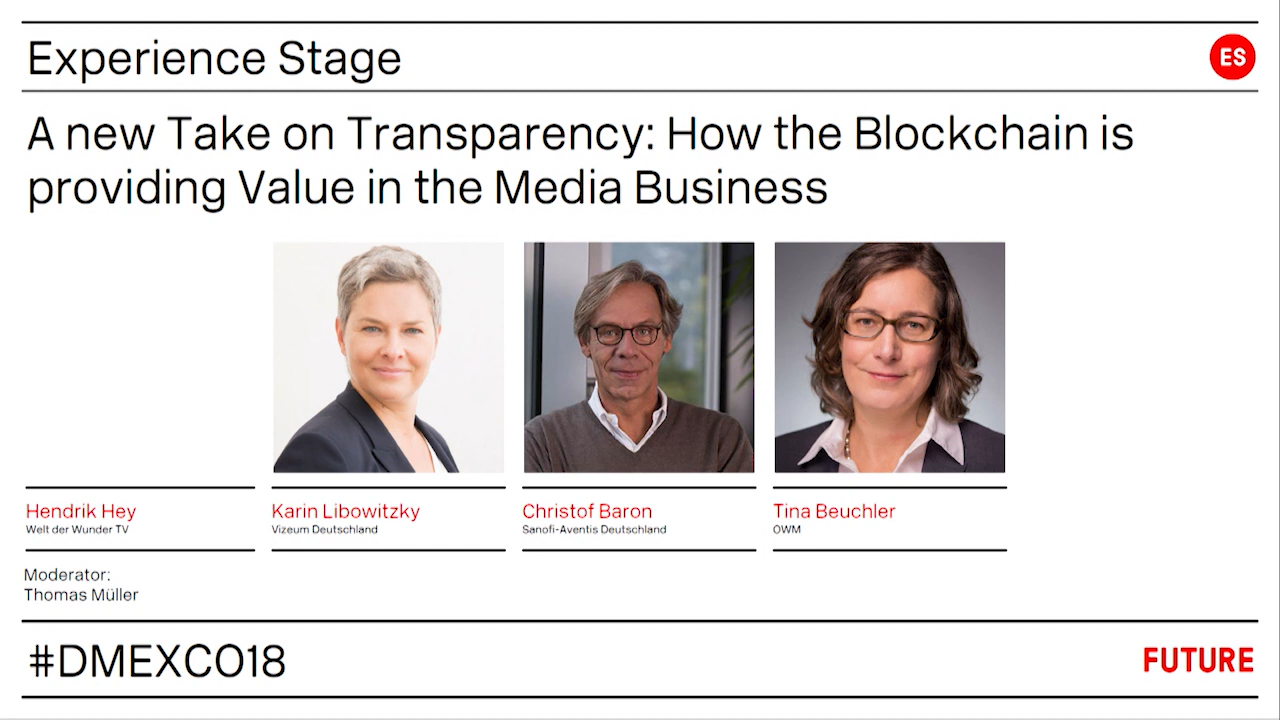 Experience Stage
ES
A new Take on Transparency: How the Blockchain is
providing Value in the Media Business
Hendrik Hey
Welt der Wunder TV
Karin Libowitzky
Vizeum Deutschland
Christof Baron
Sanofi-Aventis Deutschland
Tina Beuchler
OWM
Moderator:
Thomas Müller
#DMEXCO18
FUTURE